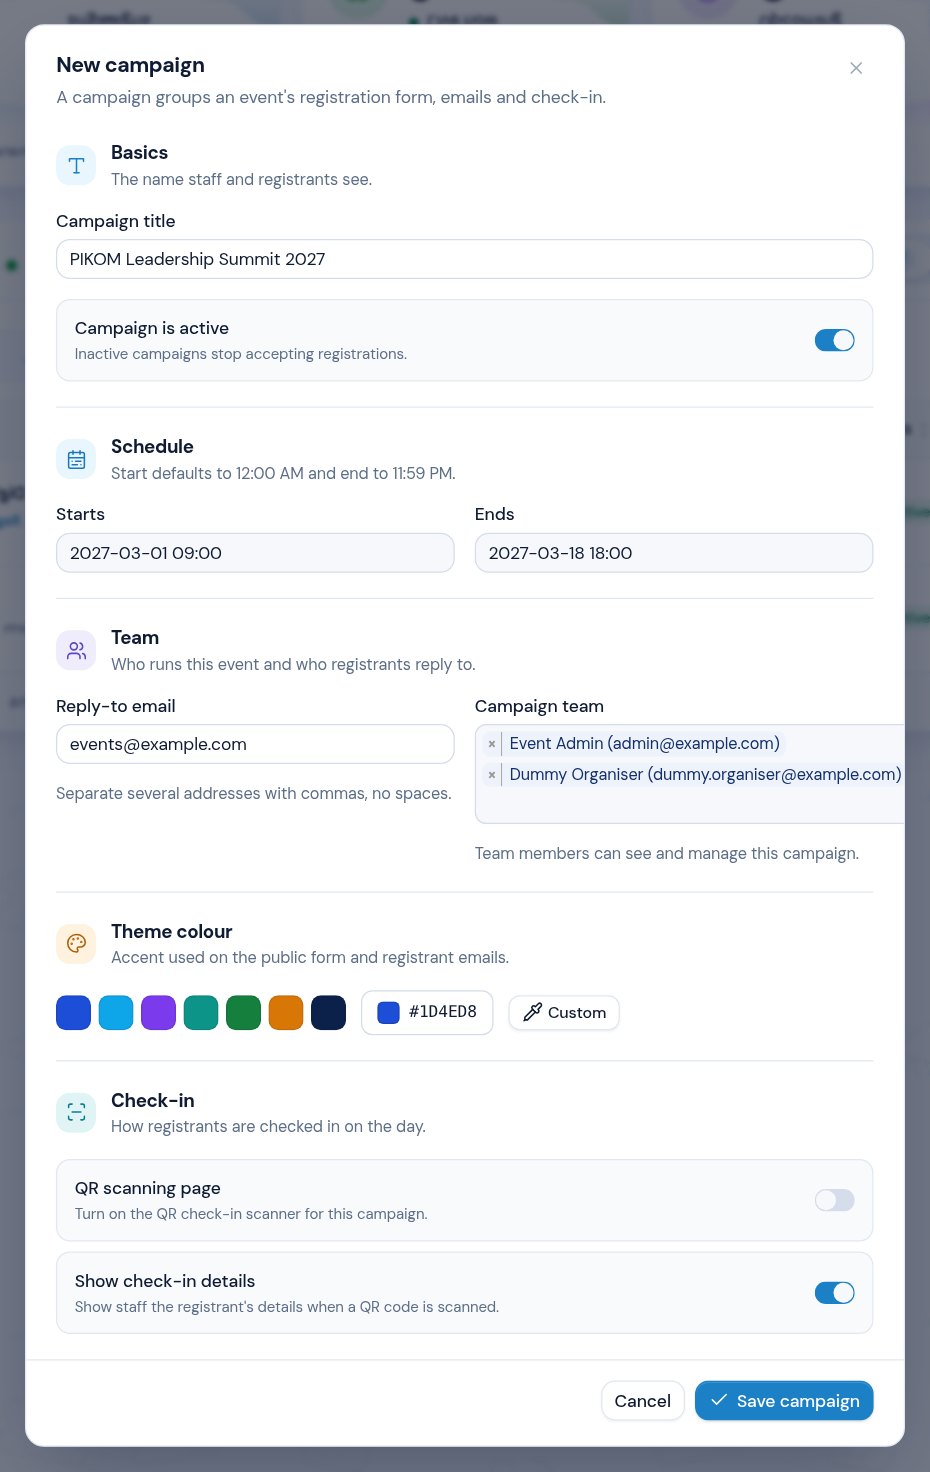 New campaign
×
A campaign groups an event's registration form, emails and check-in.
Basics
The name staff and registrants see.
Campaign title
PIKOM Leadership Summit 2027
Campaign is active
Inactive campaigns stop accepting registrations.
Schedule
Start defaults to 12:00 AM and end to 11:59 PM.
Starts
Ends
2027-03-01 09:00
2027-03-18 18:00
Team
Who runs this event and who registrants reply to.
Reply-to email
Campaign team
events@example.com
× Event Admin (admin@example.com)
× Dummy Organiser (dummy.organiser@example.com)
Separate several addresses with commas, no spaces.
Team members can see and manage this campaign.
Theme colour
Accent used on the public form and registrant emails.
#1D4ED8
Custom
Check-in
How registrants are checked in on the day.
QR scanning page
Turn on the QR check-in scanner for this campaign.
Show check-in details
Show staff the registrant's details when a QR code is scanned.
Cancel
Save campaign